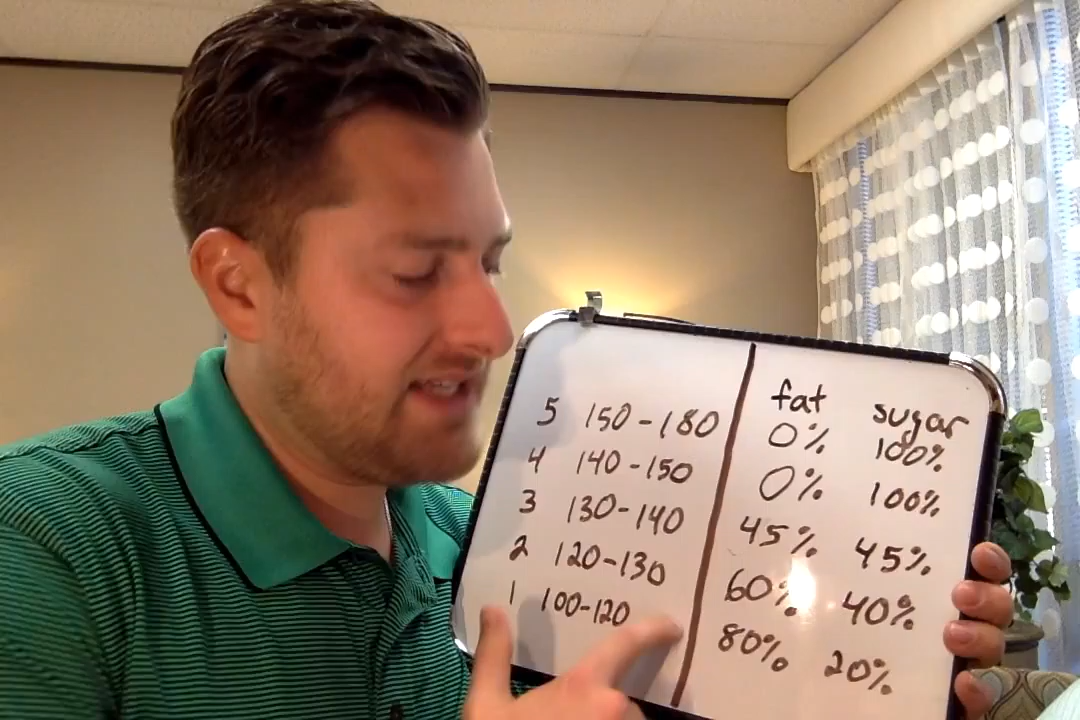 fat sugar
5 150-180 0% 100%
4 140-150 0% 100%
3 130-140 45% 45%
2 120-130 60% 40%
1 100-120 80% 20%